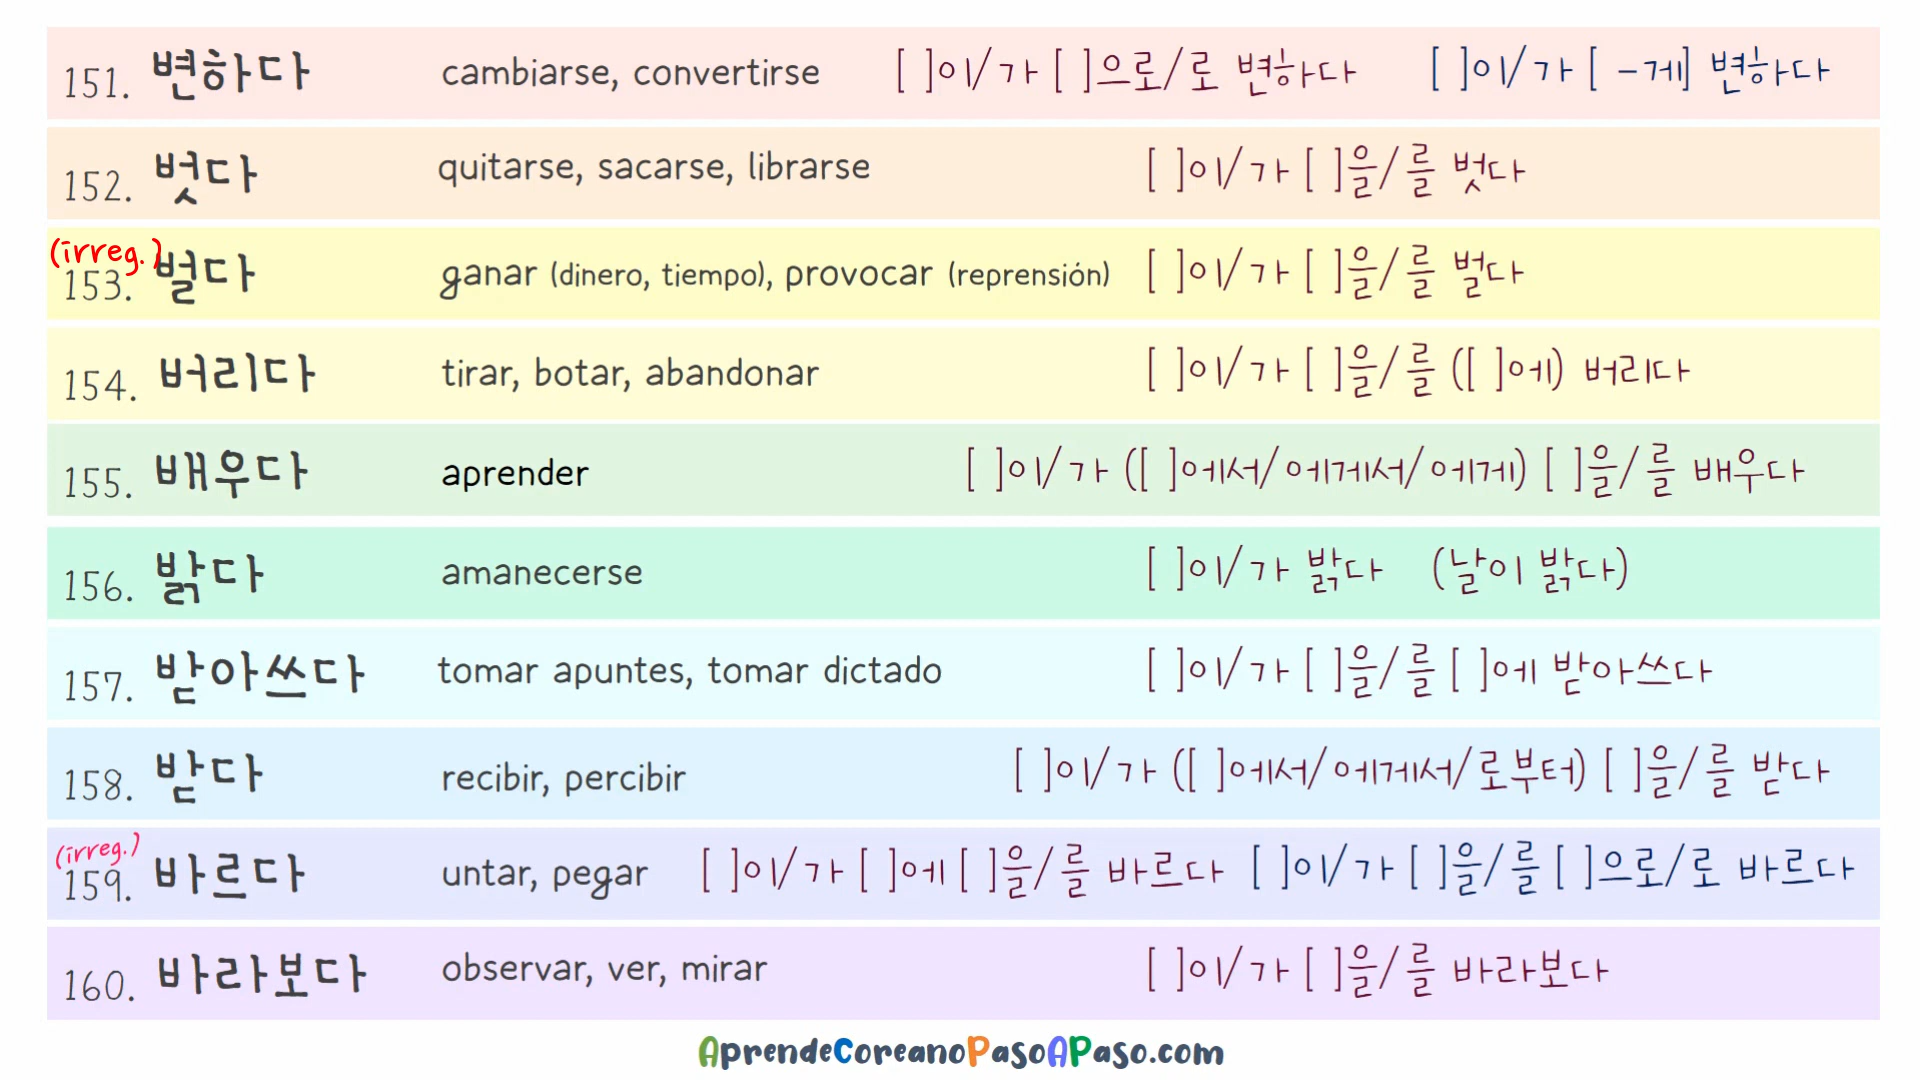 151. 변하다 cambiarse, convertirse [ ]이/가 [ ]으로/로 변하다 [ ]이/가 [ -게] 변하다
152. 벗다 quitarse, sacarse, librarse [ ]이/가 [ ]을/를 벗다
(irreg.)
153. 벌다 ganar (dinero, tiempo), provocar (reprensión) [ ]이/가 [ ]을/를 벌다
154. 버리다 tirar, botar, abandonar [ ]이/가 [ ]을/를 ([ ]에) 버리다
155. 배우다 aprender [ ]이/가 ([ ]에서/에게서/에게) [ ]을/를 배우다
156. 밝다 amanecerse [ ]이/가 밝다 (날이 밝다)
157. 받아쓰다 tomar apuntes, tomar dictado [ ]이/가 [ ]을/를 [ ]에 받아쓰다
158. 받다 recibir, percibir [ ]이/가 ([ ]에서/에게서/로부터) [ ]을/를 받다
(irreg.)
159. 바르다 untar, pegar [ ]이/가 [ ]에 [ ]을/를 바르다 [ ]이/가 [ ]을/를 [ ]으로/로 바르다
160. 바라보다 observar, ver, mirar [ ]이/가 [ ]을/를 바라보다
AprendeCoreanoPasoAPaso.com